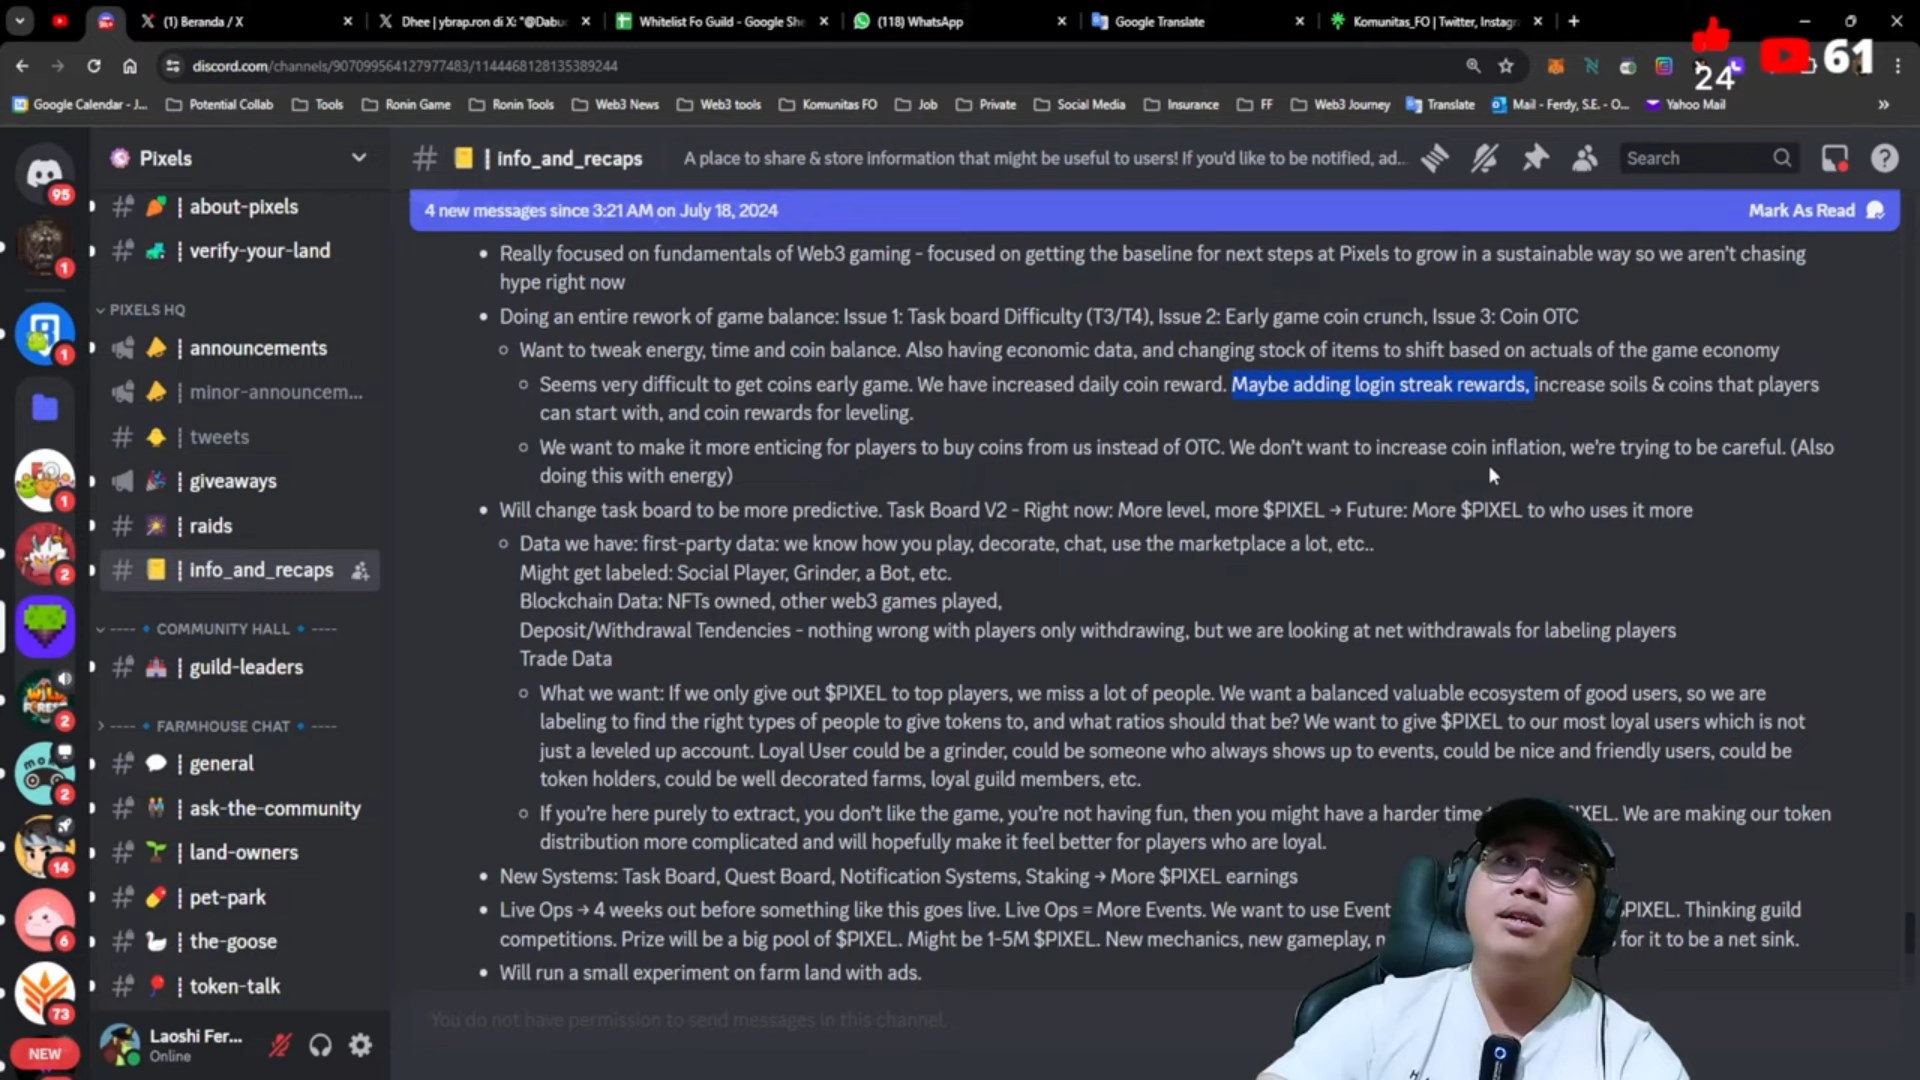 (1) Beranda / X
Dhee | ybrap.ron di X: "@Dabu
Whitelist Fo Guild - Google She
(118) WhatsApp
Google Translate
Komunitas_FO | Twitter, Instagr
discord.com/channels/907099564127977483/1144468128135389244
24
61
Google Calendar - J...
Potential Collab
Tools
Ronin Game
Ronin Tools
Web3 News
Web3 tools
Komunitas FO
Job
Private
Social Media
Insurance
FF
Web3 Journey
Translate
Mail - Ferdy, S.E. - O...
Yahoo Mail
Pixels
info_and_recaps
A place to share & store information that might be useful to users! If you'd like to be notified, ad...
Search
4 new messages since 3:21 AM on July 18, 2024
Mark As Read
95
1
1
1
2
2
2
14
6
73
NEW
about-pixels
verify-your-land
PIXELS HQ
announcements
minor-announcem...
tweets
giveaways
raids
info_and_recaps
---- COMMUNITY HALL ----
guild-leaders
---- FARMHOUSE CHAT ----
general
ask-the-community
land-owners
pet-park
the-goose
token-talk
Laoshi Fer...
Online
• Really focused on fundamentals of Web3 gaming - focused on getting the baseline for next steps at Pixels to grow in a sustainable way so we aren't chasing
hype right now
• Doing an entire rework of game balance: Issue 1: Task board Difficulty (T3/T4), Issue 2: Early game coin crunch, Issue 3: Coin OTC
Want to tweak energy, time and coin balance. Also having economic data, and changing stock of items to shift based on actuals of the game economy
Seems very difficult to get coins early game. We have increased daily coin reward. Maybe adding login streak rewards, increase soils & coins that players
can start with, and coin rewards for leveling.
We want to make it more enticing for players to buy coins from us instead of OTC. We don't want to increase coin inflation, we're trying to be careful. (Also
doing this with energy)
• Will change task board to be more predictive. Task Board V2 - Right now: More level, more $PIXEL → Future: More $PIXEL to who uses it more
Data we have: first-party data: we know how you play, decorate, chat, use the marketplace a lot, etc..
Might get labeled: Social Player, Grinder, a Bot, etc.
Blockchain Data: NFTs owned, other web3 games played,
Deposit/Withdrawal Tendencies - nothing wrong with players only withdrawing, but we are looking at net withdrawals for labeling players
Trade Data
What we want: If we only give out $PIXEL to top players, we miss a lot of people. We want a balanced valuable ecosystem of good users, so we are
labeling to find the right types of people to give tokens to, and what ratios should that be? We want to give $PIXEL to our most loyal users which is not
just a leveled up account. Loyal User could be a grinder, could be someone who always shows up to events, could be nice and friendly users, could be
token holders, could be well decorated farms, loyal guild members, etc.
If you're here purely to extract, you don't like the game, you're not having fun, then you might have a harder time PIXEL. We are making our token
distribution more complicated and will hopefully make it feel better for players who are loyal.
• New Systems: Task Board, Quest Board, Notification Systems, Staking → More $PIXEL earnings
• Live Ops → 4 weeks out before something like this goes live. Live Ops = More Events. We want to use Event $PIXEL. Thinking guild
competitions. Prize will be a big pool of $PIXEL. Might be 1-5M $PIXEL. New mechanics, new gameplay, for it to be a net sink.
• Will run a small experiment on farm land with ads.
You do not have permission to send messages in this channel.